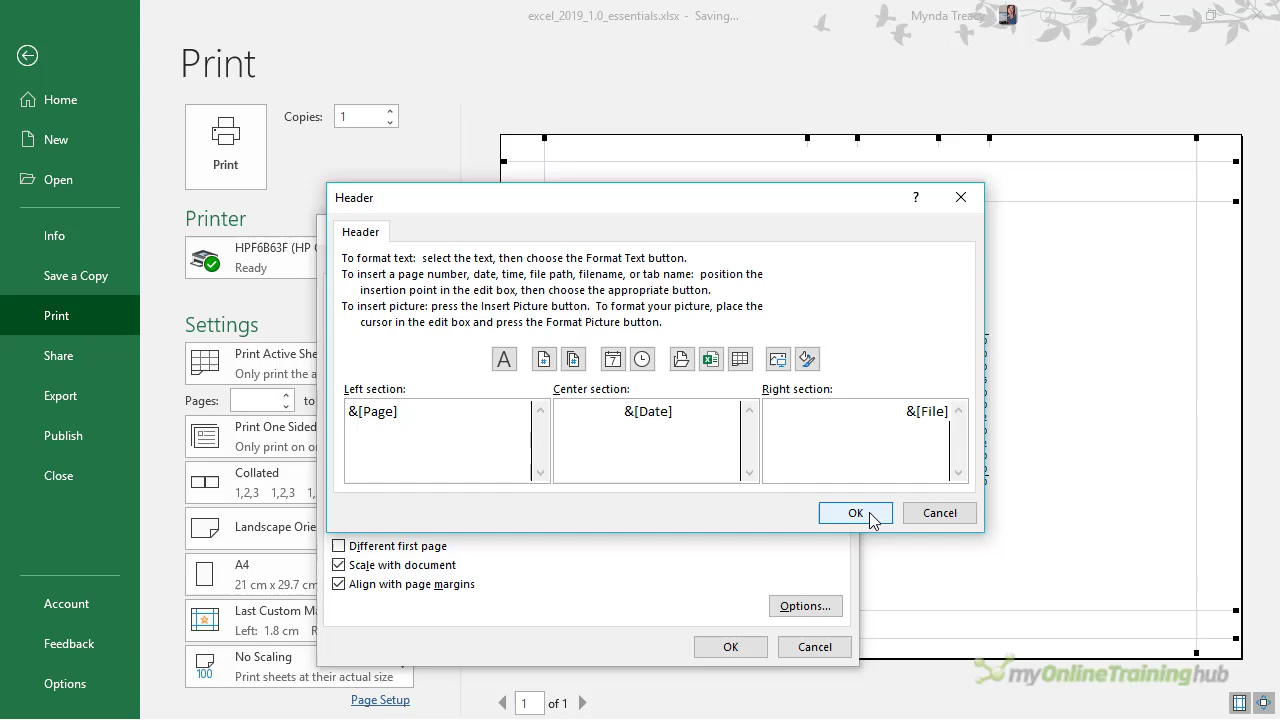 excel_2019_1.0_essentials.xlsx - Saving...
Mynda Treacy
Print
Home
New
Open
Info
Save a Copy
Print
Share
Export
Publish
Close
Account
Feedback
Options
Print
Copies: 1
Printer
HPF6B63F (HP
Ready
Settings
Print Active She
Only print the a
Pages: to
Print One Sided
Only print on o
Collated
1,2,3 1,2,3 1,
Landscape Orie
A4
21 cm x 29.7 cm
Last Custom Ma
Left: 1.8 cm R
No Scaling
100
Print sheets at their actual size
Page Setup
Header
?
Header
To format text: select the text, then choose the Format Text button.
To insert a page number, date, time, file path, filename, or tab name: position the
insertion point in the edit box, then choose the appropriate button.
To insert picture: press the Insert Picture button. To format your picture, place the
cursor in the edit box and press the Format Picture button.
A
Left section: Center section: Right section:
&[Page] &[Date] &[File]
OK Cancel
Different first page
Scale with document
Align with page margins
Options...
OK Cancel
1 of 1
myOnlineTraininghub